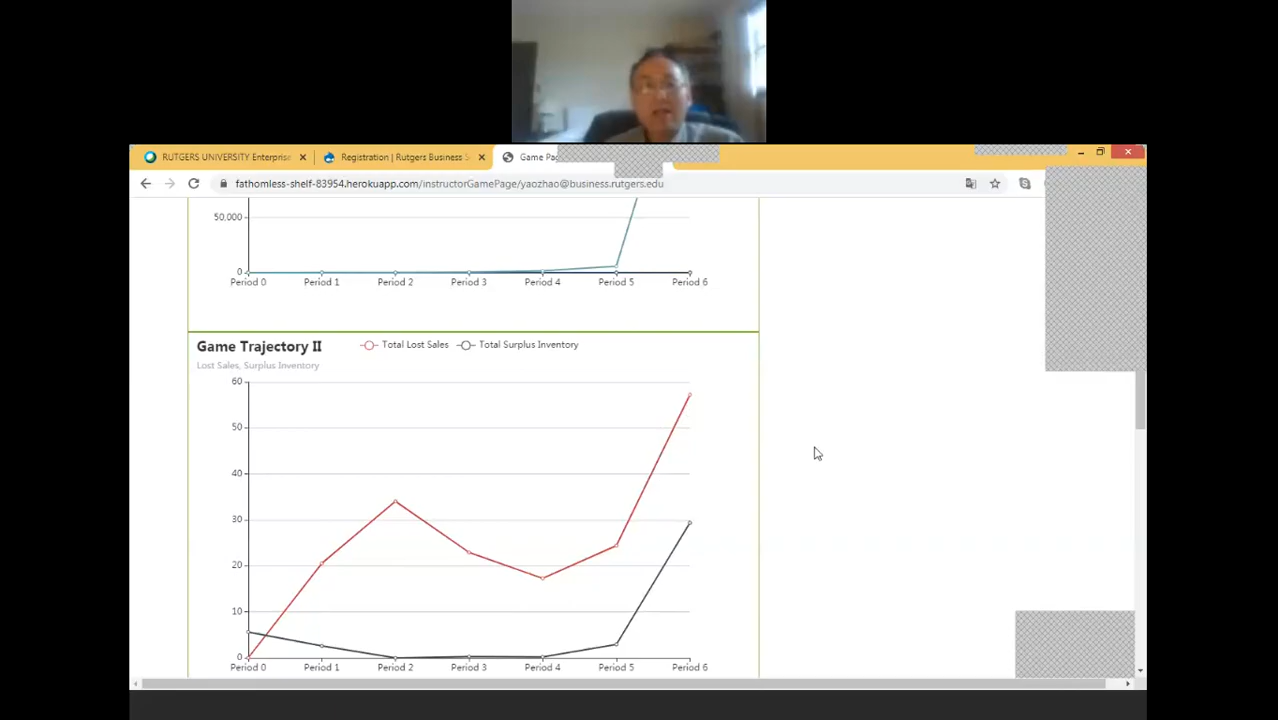 RUTGERS UNIVERSITY Enterprise
Registration | Rutgers Business S
Game Pag
fathomless-shelf-83954.herokuapp.com/instructorGamePage/yaozhao@business.rutgers.edu
50,000
0
Period 0 Period 1 Period 2 Period 3 Period 4 Period 5 Period 6
Game Trajectory II Total Lost Sales Total Surplus Inventory
Lost Sales, Surplus Inventory
60
50
40
30
20
10
0
Period 0 Period 1 Period 2 Period 3 Period 4 Period 5 Period 6